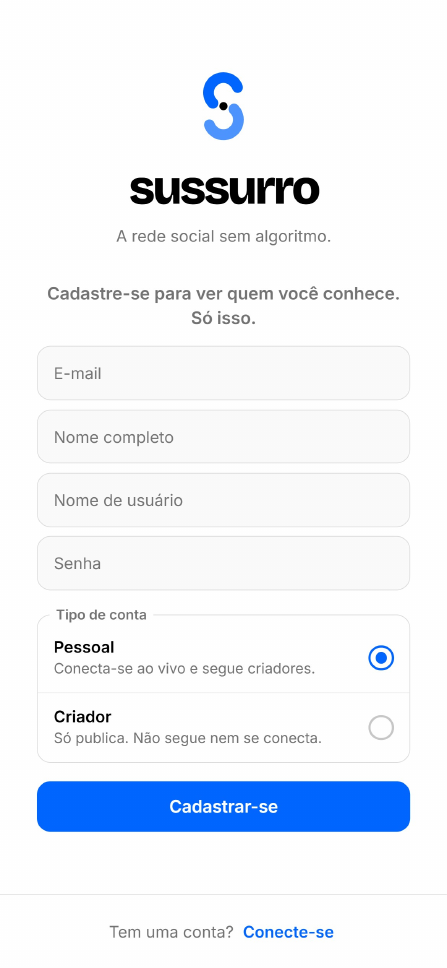 sussurro
A rede social sem algoritmo.
Cadastre-se para ver quem você conhece.
Só isso.
E-mail
Nome completo
Nome de usuário
Senha
Tipo de conta
Pessoal
Conecta-se ao vivo e segue criadores.
Criador
Só publica. Não segue nem se conecta.
Cadastrar-se
Tem uma conta? Conecte-se